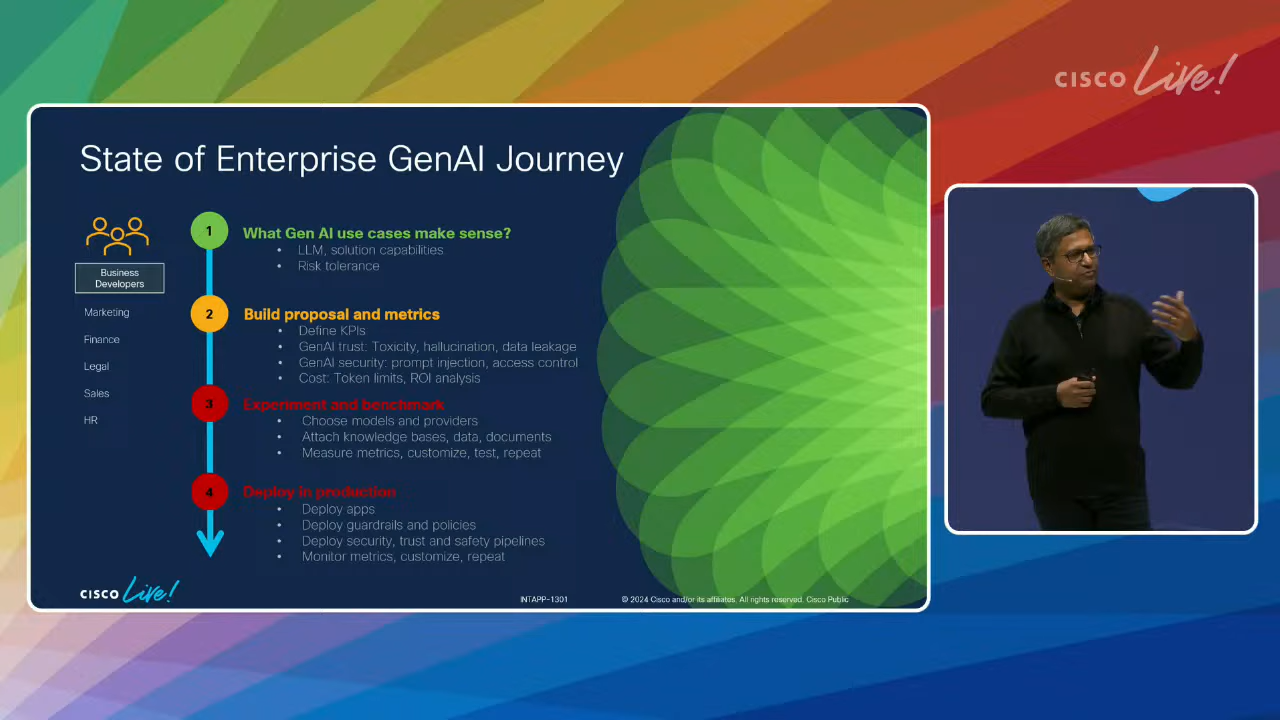 CISCO Live!
State of Enterprise GenAI Journey
Business
Developers
Marketing
Finance
Legal
Sales
HR
1
What Gen AI use cases make sense?
• LLM, solution capabilities
• Risk tolerance
2
Build proposal and metrics
• Define KPIs
• GenAI trust: Toxicity, hallucination, data leakage
• GenAI security: prompt injection, access control
• Cost: Token limits, ROI analysis
3
Experiment and benchmark
• Choose models and providers
• Attach knowledge bases, data, documents
• Measure metrics, customize, test, repeat
4
Deploy in production
• Deploy apps
• Deploy guardrails and policies
• Deploy security, trust and safety pipelines
• Monitor metrics, customize, repeat
CISCO Live!
INTAPP-1301
© 2024 Cisco and/or its affiliates. All rights reserved. Cisco Public